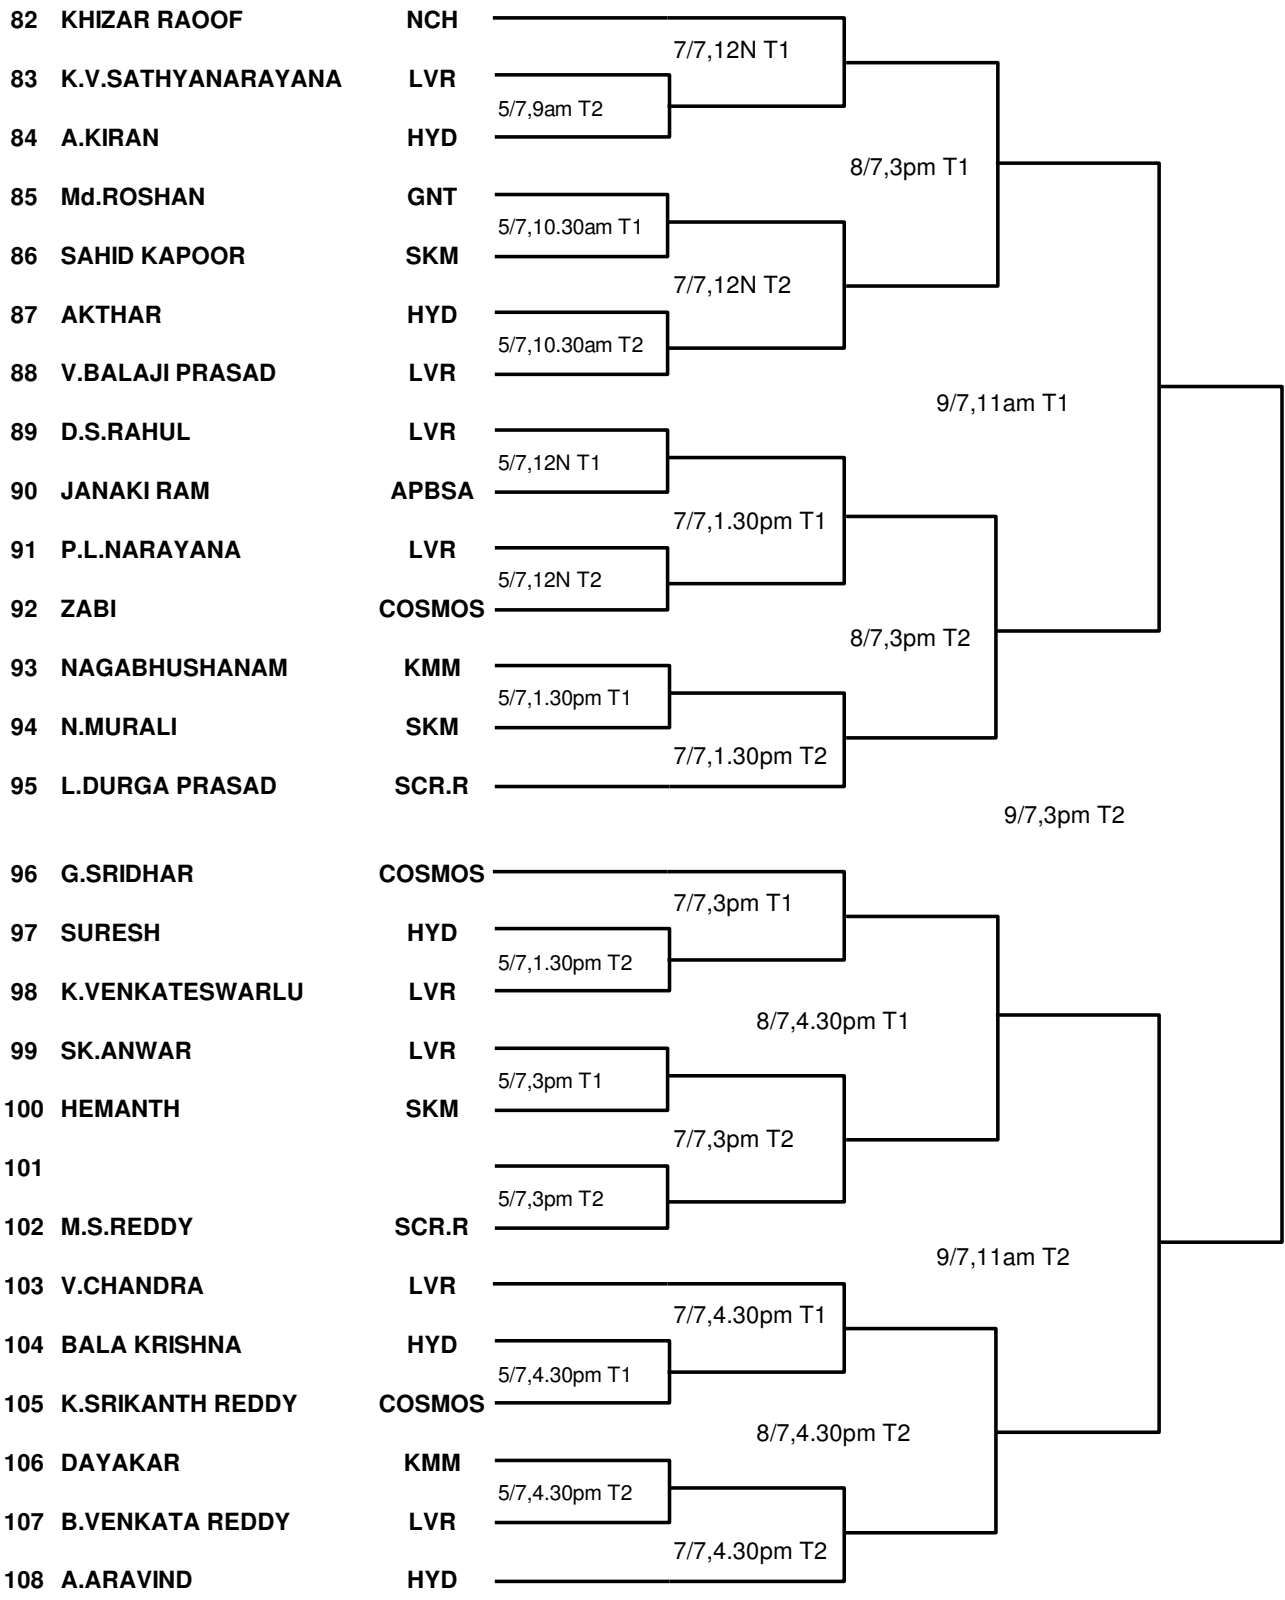 82 KHIZAR RAOOF NCH
7/7,12N T1
83 K.V.SATHYANARAYANA LVR
5/7,9am T2
84 A.KIRAN HYD
8/7,3pm T1
85 Md.ROSHAN GNT
5/7,10.30am T1
86 SAHID KAPOOR SKM
7/7,12N T2
87 AKTHAR HYD
5/7,10.30am T2
88 V.BALAJI PRASAD LVR
9/7,11am T1
89 D.S.RAHUL LVR
5/7,12N T1
90 JANAKI RAM APBSA
7/7,1.30pm T1
91 P.L.NARAYANA LVR
5/7,12N T2
92 ZABI COSMOS
8/7,3pm T2
93 NAGABHUSHANAM KMM
5/7,1.30pm T1
94 N.MURALI SKM
7/7,1.30pm T2
95 L.DURGA PRASAD SCR.R
9/7,3pm T2
96 G.SRIDHAR COSMOS
7/7,3pm T1
97 SURESH HYD
5/7,1.30pm T2
98 K.VENKATESWARLU LVR
8/7,4.30pm T1
99 SK.ANWAR LVR
5/7,3pm T1
100 HEMANTH SKM
7/7,3pm T2
101
5/7,3pm T2
102 M.S.REDDY SCR.R
9/7,11am T2
103 V.CHANDRA LVR
7/7,4.30pm T1
104 BALA KRISHNA HYD
5/7,4.30pm T1
105 K.SRIKANTH REDDY COSMOS
8/7,4.30pm T2
106 DAYAKAR KMM
5/7,4.30pm T2
107 B.VENKATA REDDY LVR
7/7,4.30pm T2
108 A.ARAVIND HYD